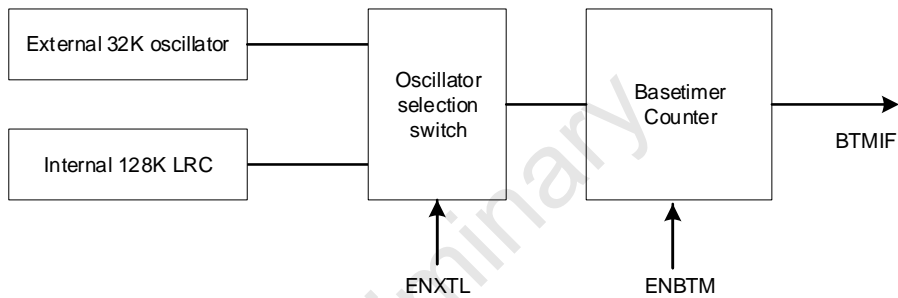 External 32K oscillator
Internal 128K LRC
Oscillator
selection
switch
Basetimer
Counter
BTMIF
ENXTL
ENBTM